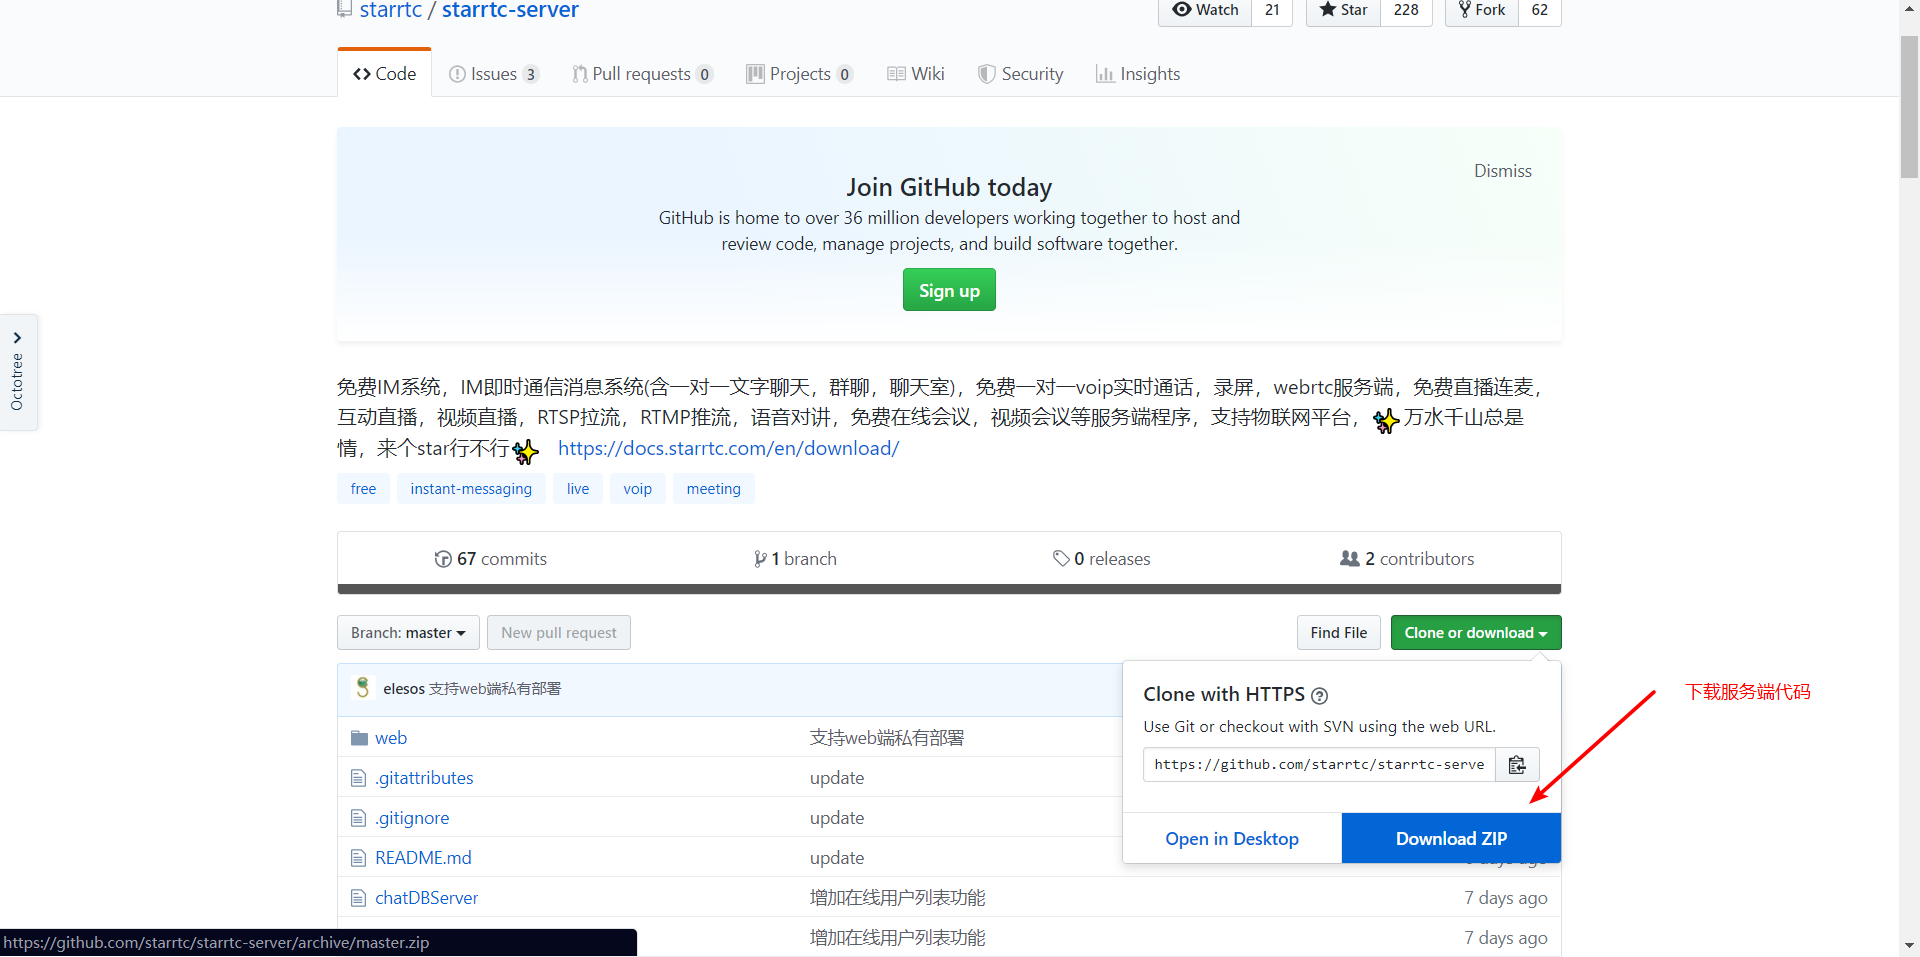 starrtc / starrtc-server
Watch 21
Star 228
Fork 62
Code
Issues 3
Pull requests 0
Projects 0
Wiki
Security
Insights
Dismiss
Join GitHub today
GitHub is home to over 36 million developers working together to host and
review code, manage projects, and build software together.
Sign up
Octotree
免费IM系统，IM即时通信消息系统(含一对一文字聊天，群聊，聊天室)，免费一对一voip实时通话，录屏，webrtc服务端，免费直播连麦，
互动直播，视频直播，RTSP拉流，RTMP推流，语音对讲，免费在线会议，视频会议等服务端程序，支持物联网平台，✨万水千山总是
情，来个star行不行✨ https://docs.starrtc.com/en/download/
free instant-messaging live voip meeting
67 commits
1 branch
0 releases
2 contributors
Branch: master
New pull request
Find File
Clone or download
elesos 支持web端私有部署
Clone with HTTPS
Use Git or checkout with SVN using the web URL.
https://github.com/starrtc/starrtc-serve
Open in Desktop
Download ZIP
下载服务端代码
web 支持web端私有部署
.gitattributes update
.gitignore update
README.md update
chatDBServer 增加在线用户列表功能 7 days ago
增加在线用户列表功能 7 days ago
https://github.com/starrtc/starrtc-server/archive/master.zip